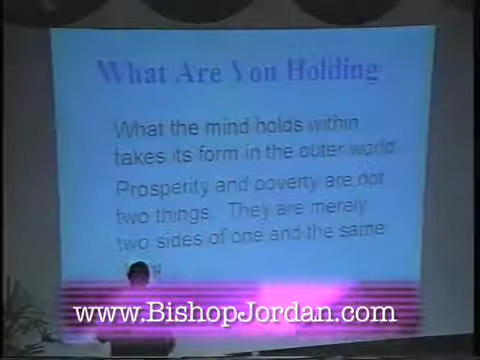 What Are You Holding
What the mind holds within
takes its form in the outer world.
Prosperity and poverty are not
two things. They are merely
two sides of one and the same
www.BishopJordan.com